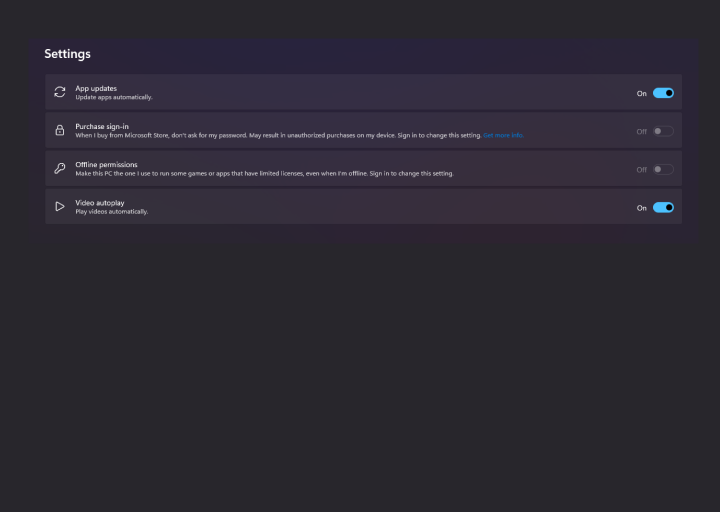 Settings
App updates
Update apps automatically.
On
Purchase sign-in
When I buy from Microsoft Store, don't ask for my password. May result in unauthorized purchases on my device. Sign in to change this setting. Get more info.
Off
Offline permissions
Make this PC the one I use to run some games or apps that have limited licenses, even when I'm offline. Sign in to change this setting.
Off
Video autoplay
Play videos automatically.
On